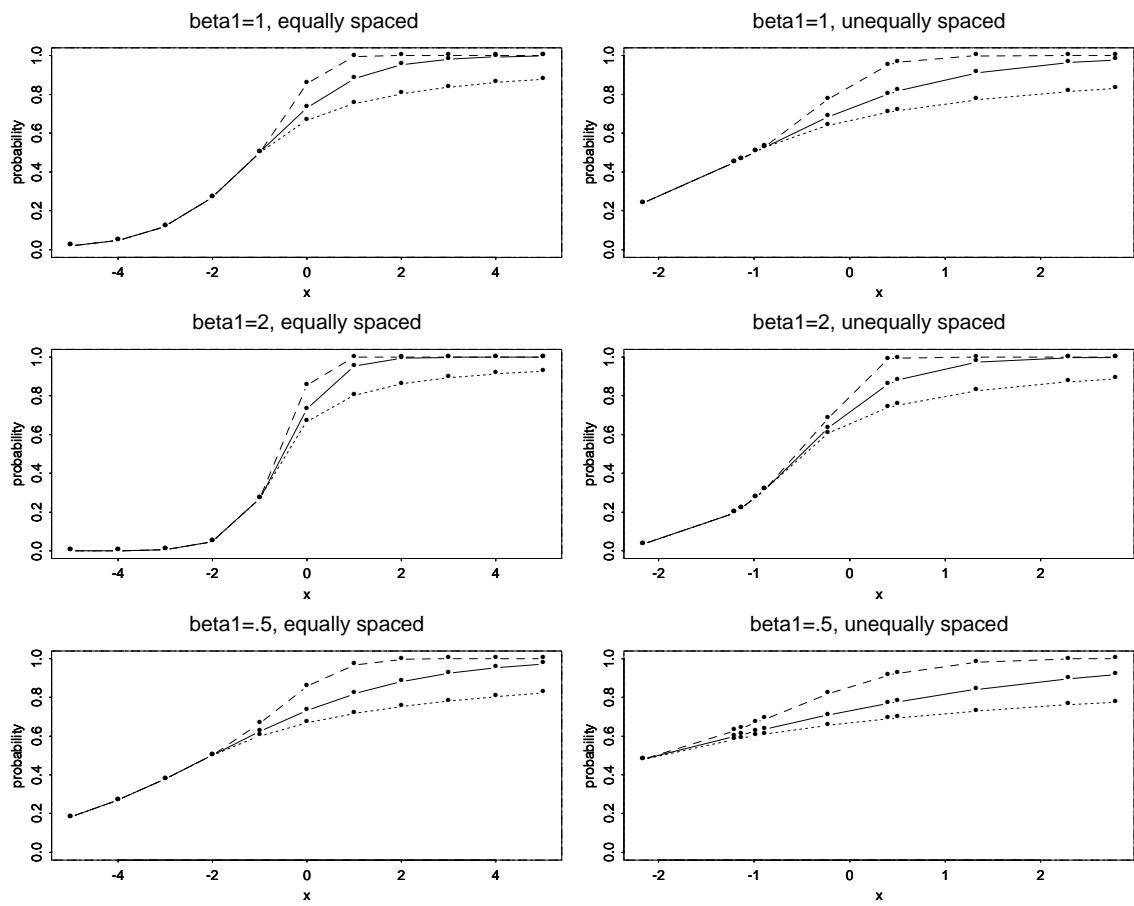 beta1=1, equally spaced
probability
0.0 0.2 0.4 0.6 0.8 1.0
-4 -2 0 2 4
x
beta1=1, unequally spaced
probability
0.0 0.2 0.4 0.6 0.8 1.0
-2 -1 0 1 2
x
beta1=2, equally spaced
probability
0.0 0.2 0.4 0.6 0.8 1.0
-4 -2 0 2 4
x
beta1=2, unequally spaced
probability
0.0 0.2 0.4 0.6 0.8 1.0
-2 -1 0 1 2
x
beta1=.5, equally spaced
probability
0.0 0.2 0.4 0.6 0.8 1.0
-4 -2 0 2 4
x
beta1=.5, unequally spaced
probability
0.0 0.2 0.4 0.6 0.8 1.0
-2 -1 0 1 2
x